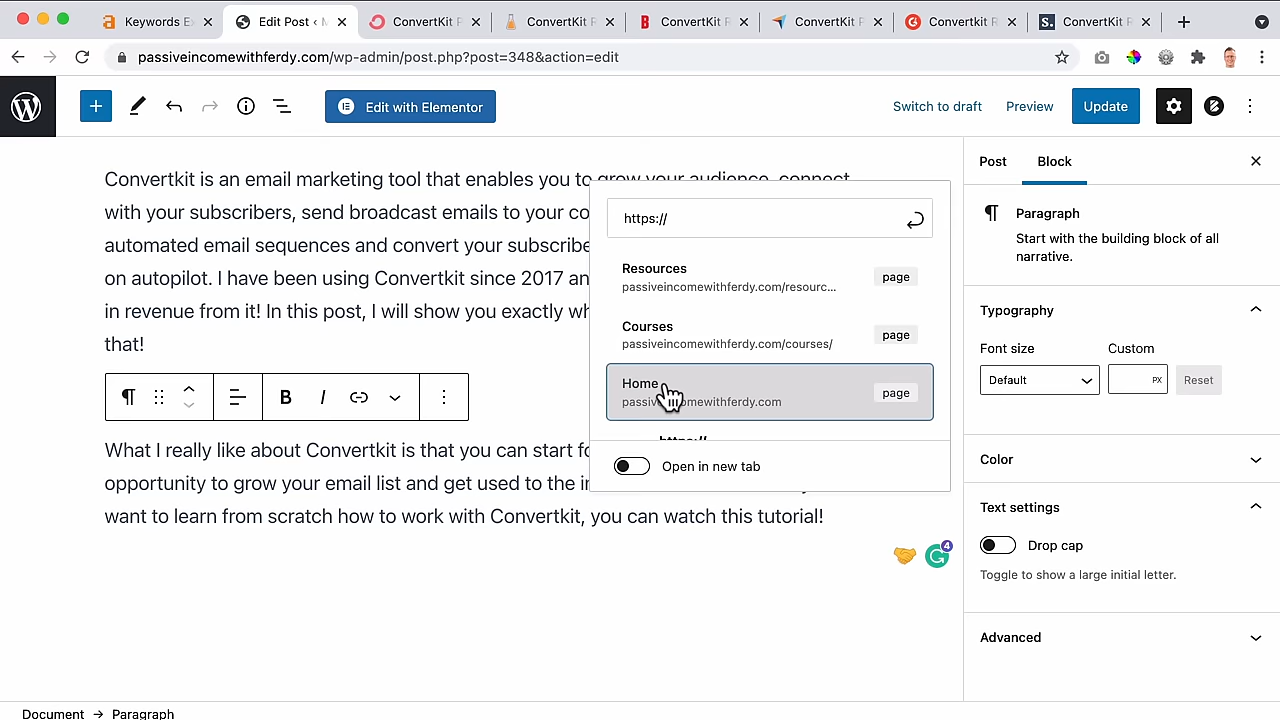 Keywords Ex
Edit Post ‹ M
ConvertKit R
ConvertKit R
ConvertKit R
ConvertKit R
Convertkit R
ConvertKit R
passiveincomewithferdy.com/wp-admin/post.php?post=348&action=edit
Edit with Elementor
Switch to draft
Preview
Update
Convertkit is an email marketing tool that enables you to grow your audience, connect
with your subscribers, send broadcast emails to your co
automated email sequences and convert your subscribe
on autopilot. I have been using Convertkit since 2017 an
in revenue from it! In this post, I will show you exactly wh
that!
What I really like about Convertkit is that you can start fo
opportunity to grow your email list and get used to the in
want to learn from scratch how to work with Convertkit, you can watch this tutorial!
https://
Resources
passiveincomewithferdy.com/resourc...
page
Courses
passiveincomewithferdy.com/courses/
page
Home
passiveincomewithferdy.com
page
https://
Open in new tab
B I
4
Post
Block
Paragraph
Start with the building block of all
narrative.
Typography
Font size
Custom
Default
PX
Reset
Color
Text settings
Drop cap
Toggle to show a large initial letter.
Advanced
Document → Paragraph